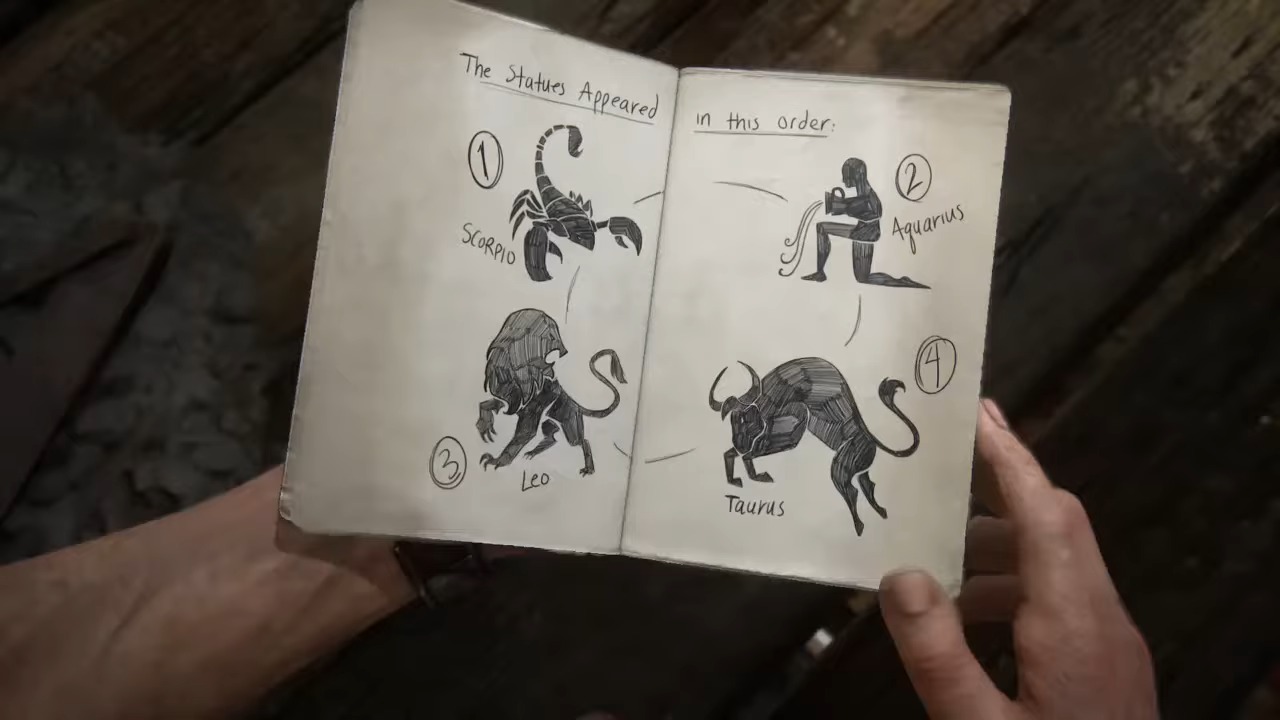 The Statues Appeared
in this order:
1
SCORPIO
2
Aquarius
3
Leo
4
Taurus